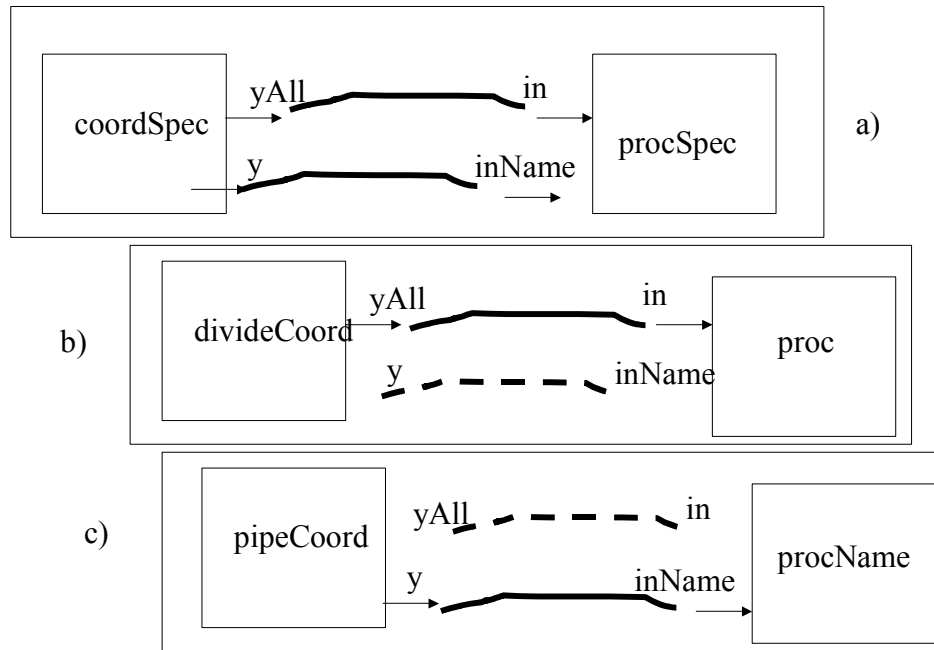 yAll in
coordSpec procSpec a)
y inName
yAll in
b) divideCoord proc
y inName
yAll in
c) pipeCoord procName
y inName